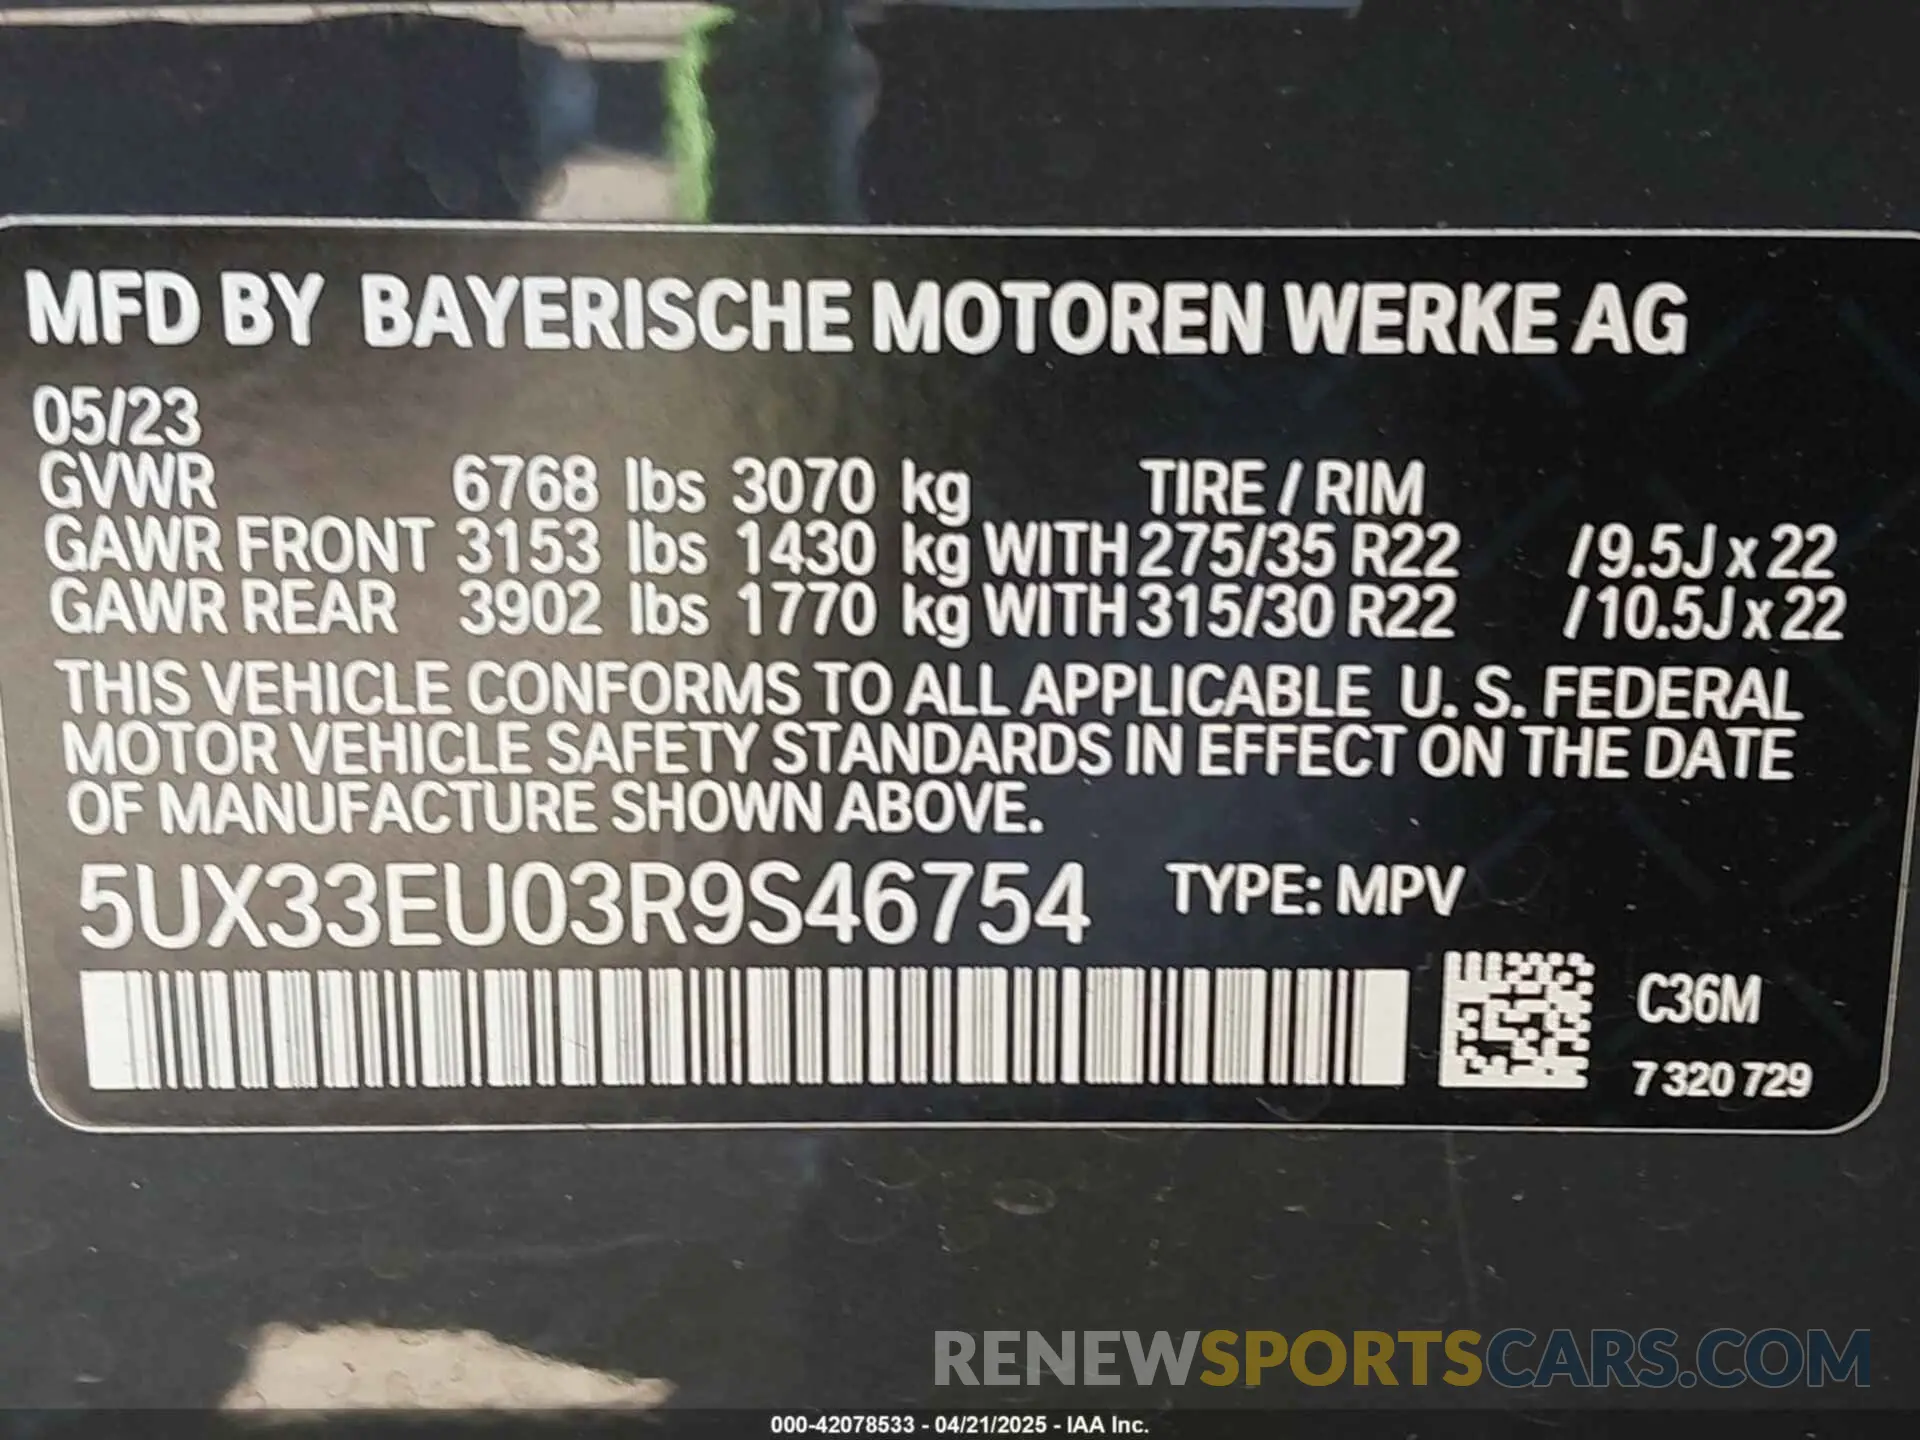 MFD BY BAYERISCHE MOTOREN WERKE AG
05/23
GVWR 6768 lbs 3070 kg TIRE / RIM
GAWR FRONT 3153 lbs 1430 kg WITH 275/35 R22 /9.5J x 22
GAWR REAR 3902 lbs 1770 kg WITH 315/30 R22 /10.5J x 22
THIS VEHICLE CONFORMS TO ALL APPLICABLE U. S. FEDERAL
MOTOR VEHICLE SAFETY STANDARDS IN EFFECT ON THE DATE
OF MANUFACTURE SHOWN ABOVE.
5UX33EU03R9S46754 TYPE: MPV
C36M
7 320 729
RENEWSPORTSCARS.COM
000-42078533 - 04/21/2025 - IAA Inc.